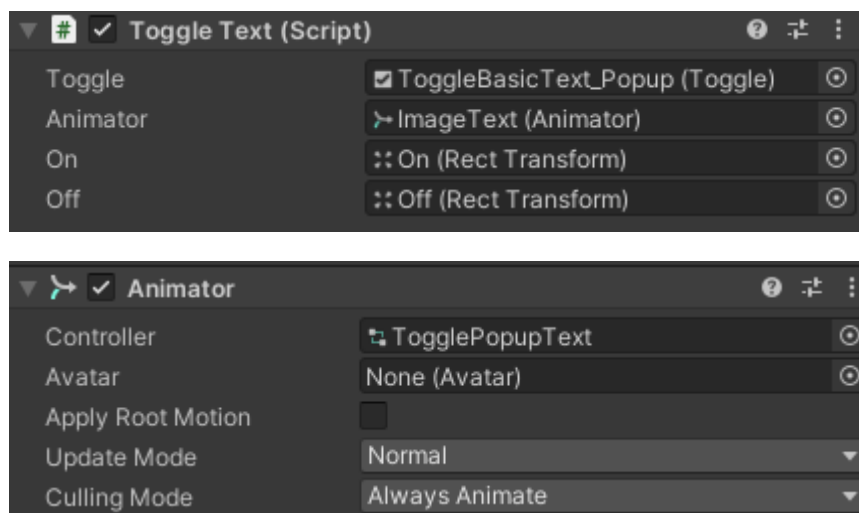 Toggle Text (Script)
Toggle ToggleBasicText_Popup (Toggle)
Animator ImageText (Animator)
On On (Rect Transform)
Off Off (Rect Transform)
Animator
Controller TogglePopupText
Avatar None (Avatar)
Apply Root Motion
Update Mode Normal
Culling Mode Always Animate